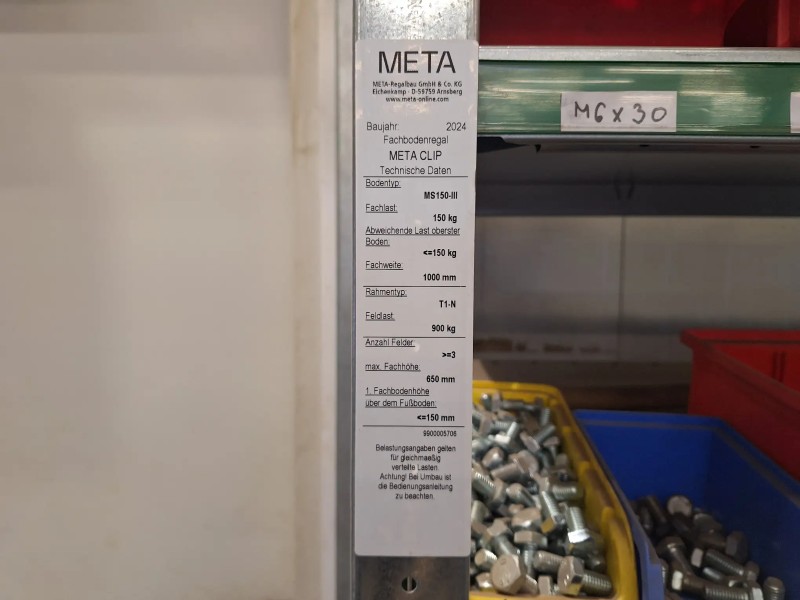 META
META-Regalbau GmbH & Co. KG
Eichenkamp · D-59759 Arnsberg
www.meta-online.com
Baujahr: 2024
Fachbodenregal
META CLIP
Technische Daten
Bodentyp:
MS150-III
Fachlast:
150 kg
Abweichende Last oberster
Boden:
<=150 kg
Fachweite:
1000 mm
Rahmentyp:
T1-N
Feldlast:
900 kg
Anzahl Felder:
>=3
max. Fachhöhe:
650 mm
1. Fachbodenhöhe
über dem Fußboden:
<=150 mm
9900005706
Belastungsangaben gelten
für gleichmaeßig
verteilte Lasten.
Achtung! Bei Umbau ist
die Bedienungsanleitung
zu beachten.
M6x30